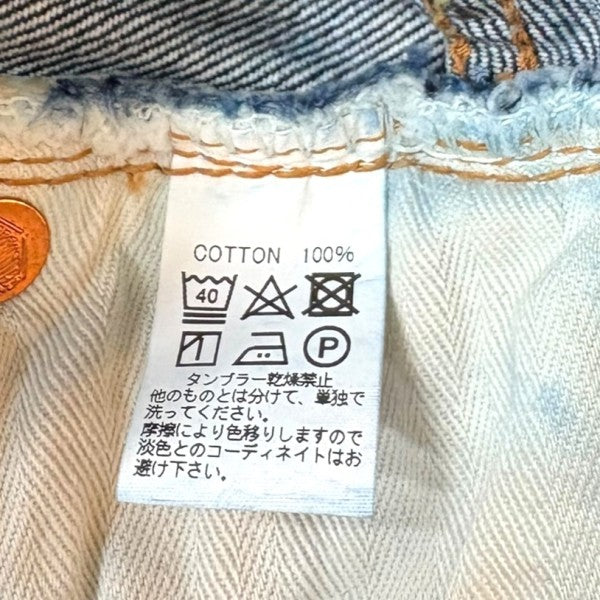 COTTON 100%
40
P
タンブラー乾燥禁止
他のものとは分けて、単独で
洗ってください。
摩擦により色移りしますので
淡色とのコーディネイトはお
避け下さい。